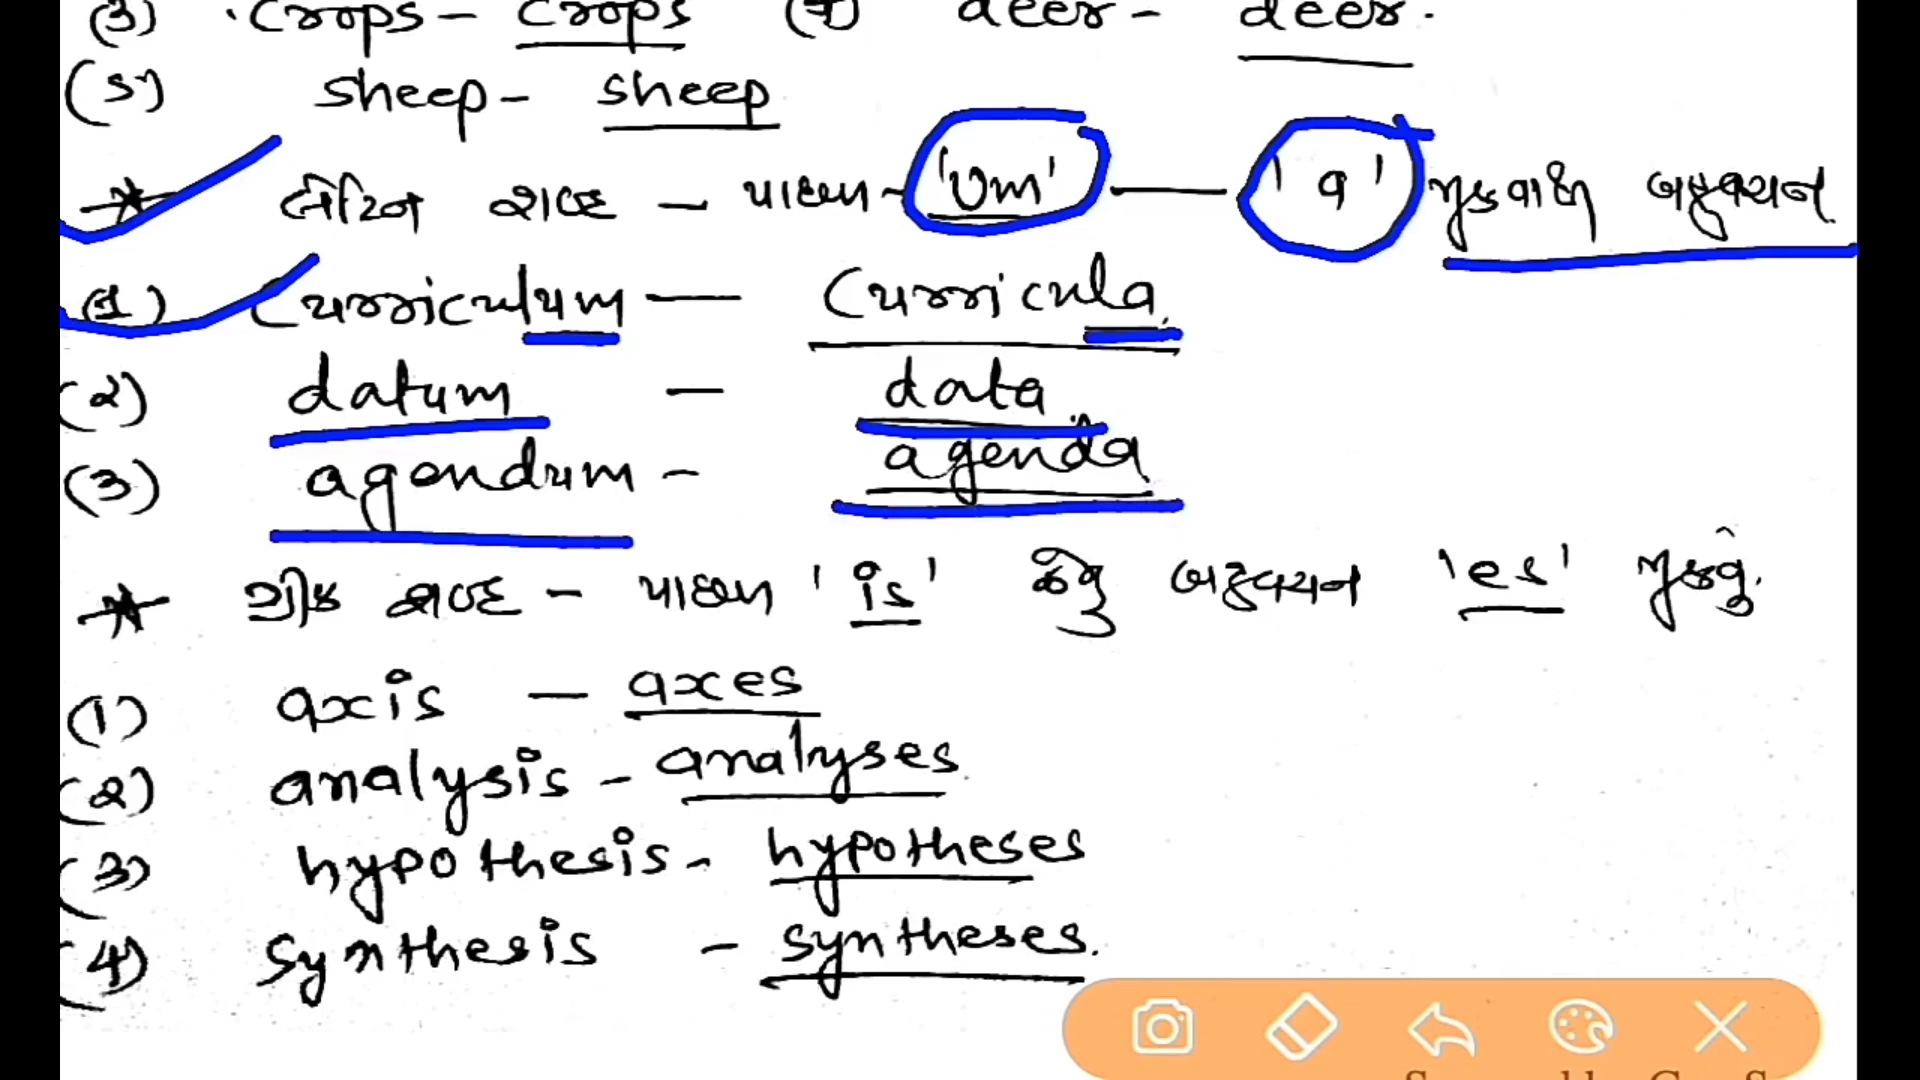 (3) crops - crops (4) deer - deer.
(5) sheep - sheep
* લેટિન શબ્દ - પાછળ - 'um' — 'a' મુકવાથી બહુવચન.
(1) Curriculum — Curricula.
(2) datum - data.
(3) agendum - agenda
* ગ્રીક શબ્દ - પાછળ 'is' હેતુ બહુવચન 'es' મુકવું.
(1) axis - axes
(2) analysis - analyses.
(3) hypothesis - hypotheses
(4) Synthesis - syntheses.